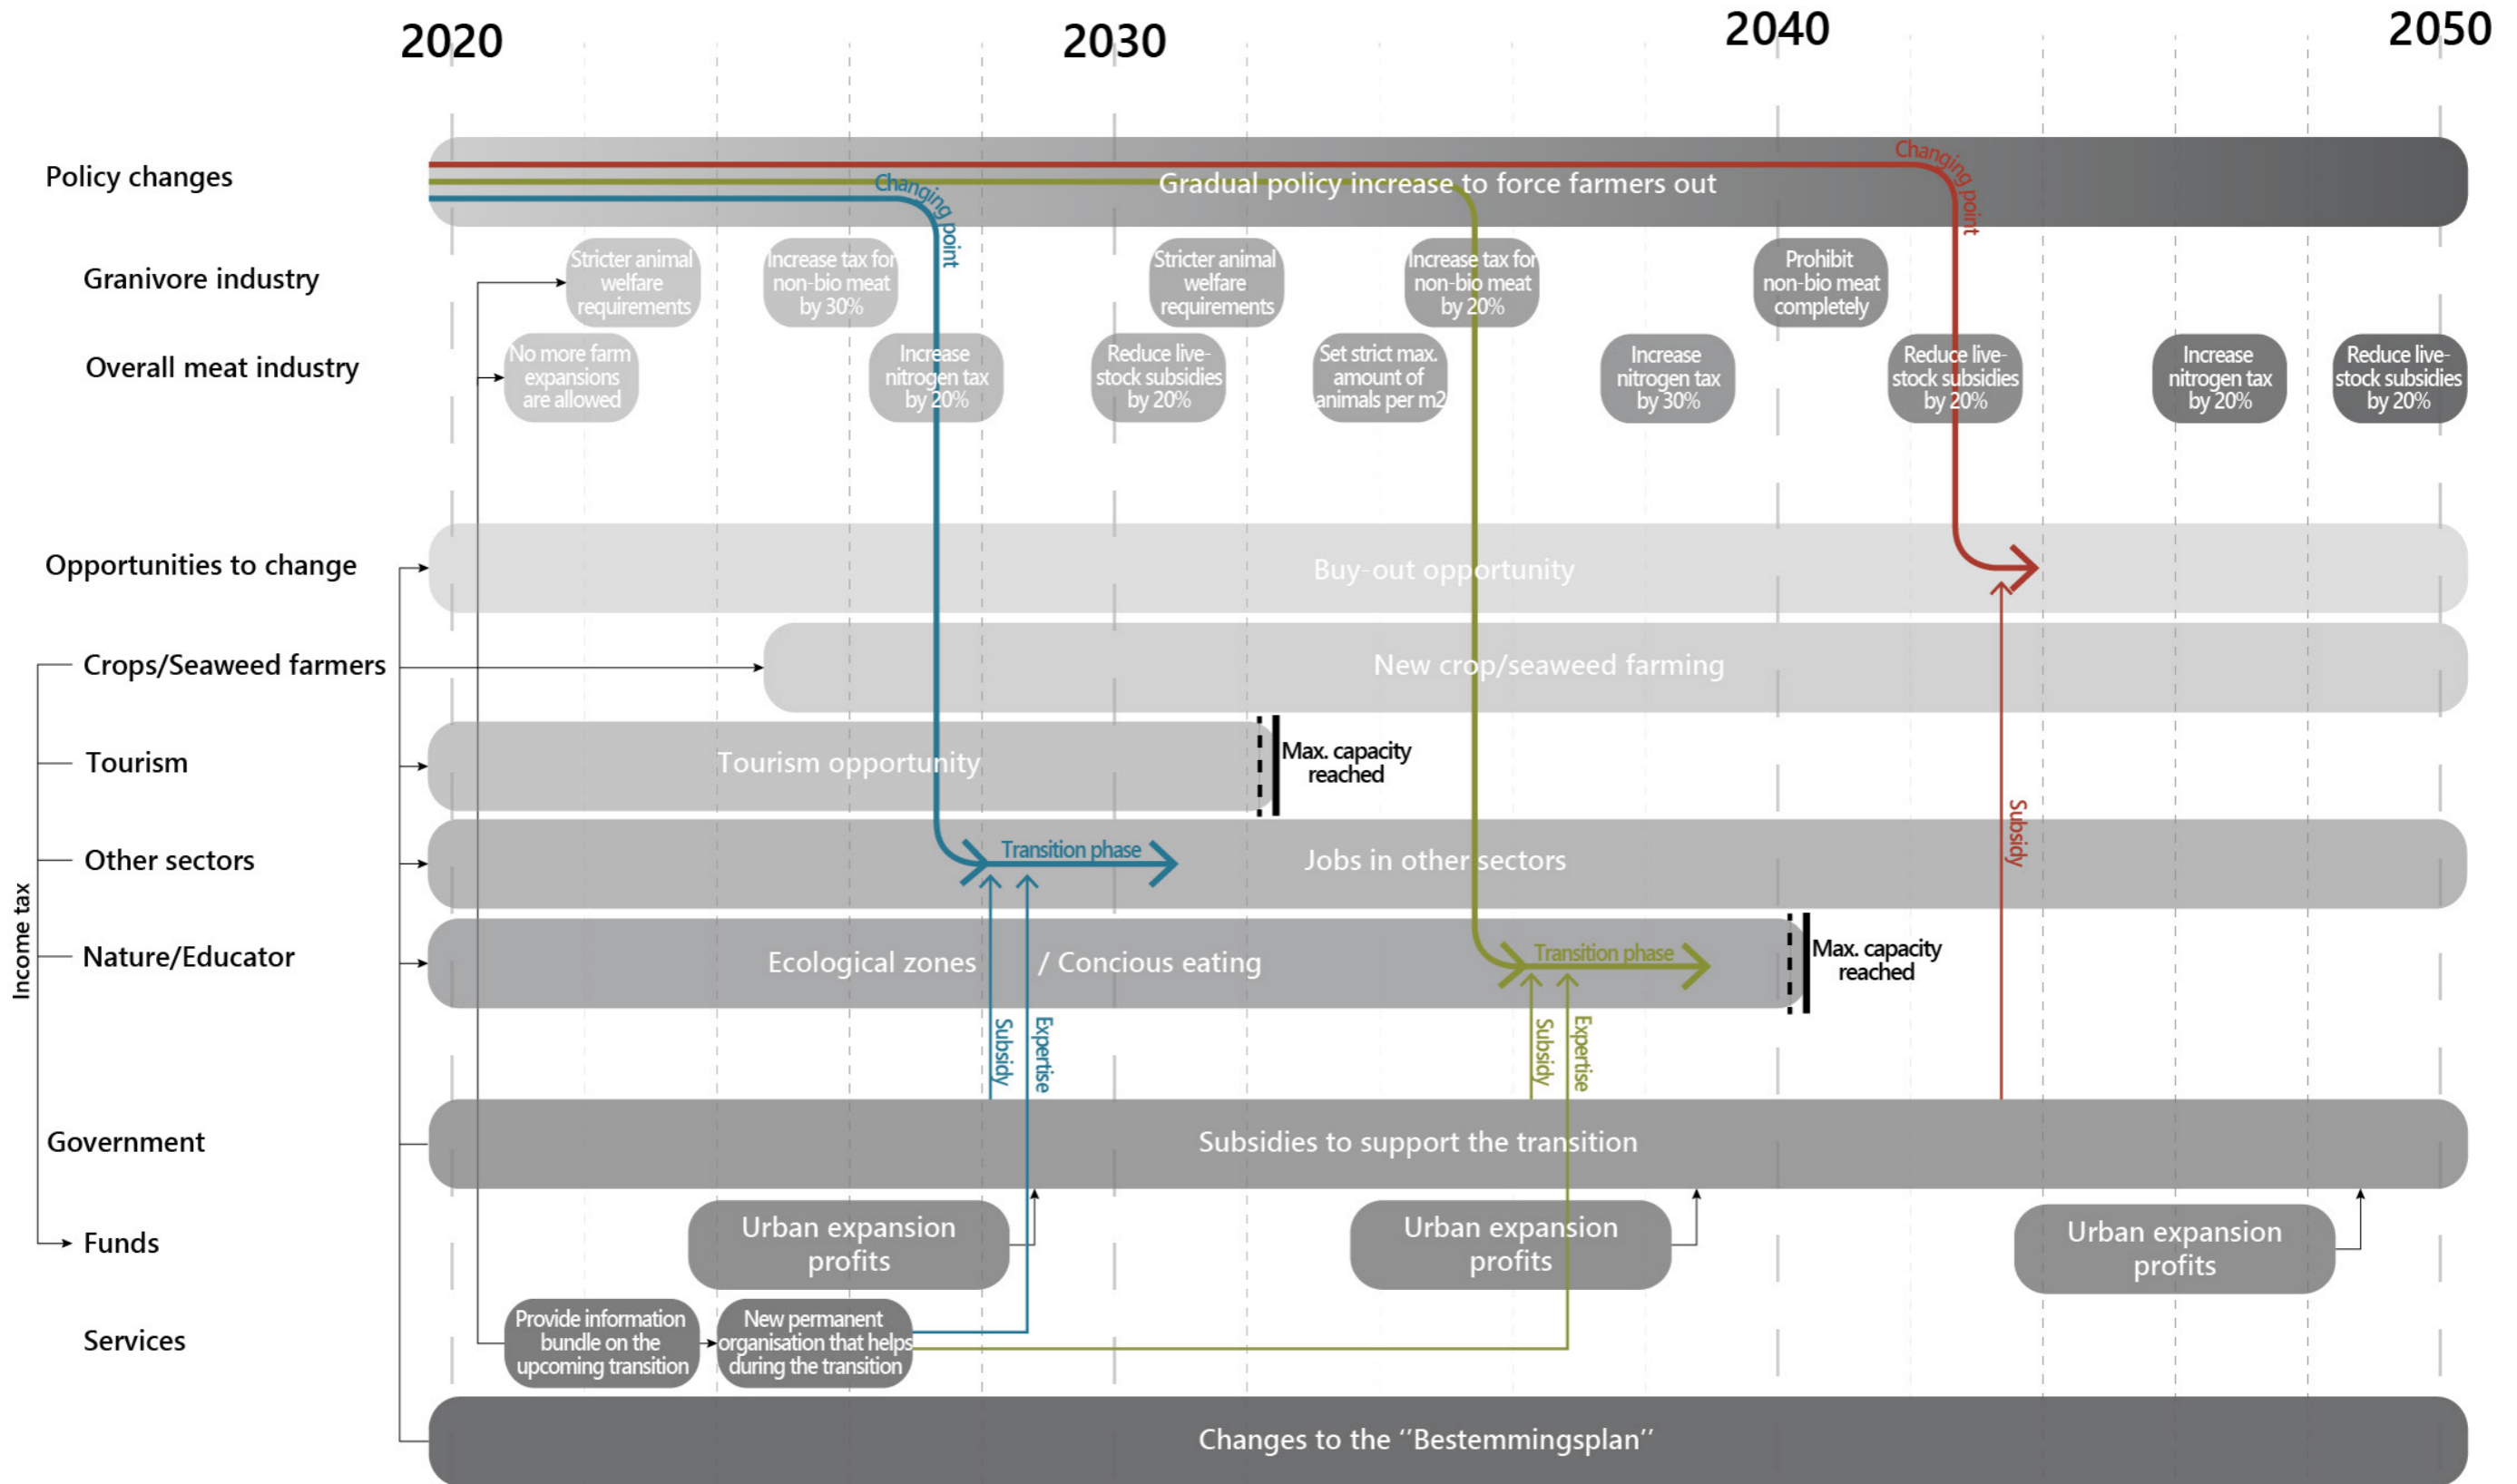 2020
2030
2040
2050
Policy changes
Changing point
Gradual policy increase to force farmers out
Changing point
Granivore industry
Stricter animal
welfare
requirements
Increase tax for
non-bio meat
by 30%
Stricter animal
welfare
requirements
Increase tax for
non-bio meat
by 20%
Prohibit
non-bio meat
completely
Overall meat industry
No more farm
expansions
are allowed
Increase
nitrogen tax
by 20%
Reduce live-
stock subsidies
by 20%
Set strict max.
amount of
animals per m2
Increase
nitrogen tax
by 30%
Reduce live-
stock subsidies
by 20%
Increase
nitrogen tax
by 20%
Reduce live-
stock subsidies
by 20%
Opportunities to change
Buy-out opportunity
Crops/Seaweed farmers
New crop/seaweed farming
Tourism
Tourism opportunity
Max. capacity
reached
Other sectors
Transition phase
Jobs in other sectors
Subsidy
Income tax
Nature/Educator
Ecological zones / Concious eating
Transition phase
Max. capacity
reached
Subsidy
Expertise
Subsidy
Expertise
Government
Subsidies to support the transition
Funds
Urban expansion
profits
Urban expansion
profits
Urban expansion
profits
Services
Provide information
bundle on the
upcoming transition
New permanent
organisation that helps
during the transition
Changes to the ‘‘Bestemmingsplan’’